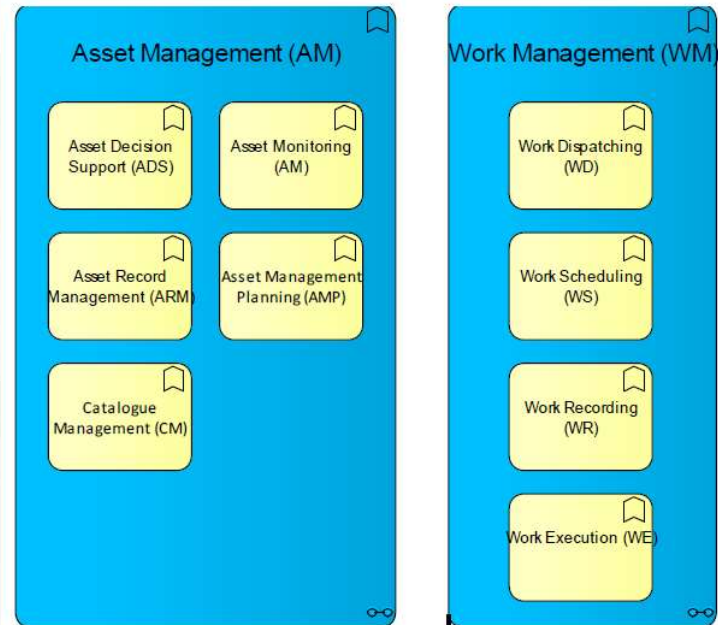 Asset Management (AM)
Asset Decision
Support (ADS)
Asset Monitoring
(AM)
Asset Record
Management (ARM)
Asset Management
Planning (AMP)
Catalogue
Management (CM)
Work Management (WM)
Work Dispatching
(WD)
Work Scheduling
(WS)
Work Recording
(WR)
Work Execution (WE)